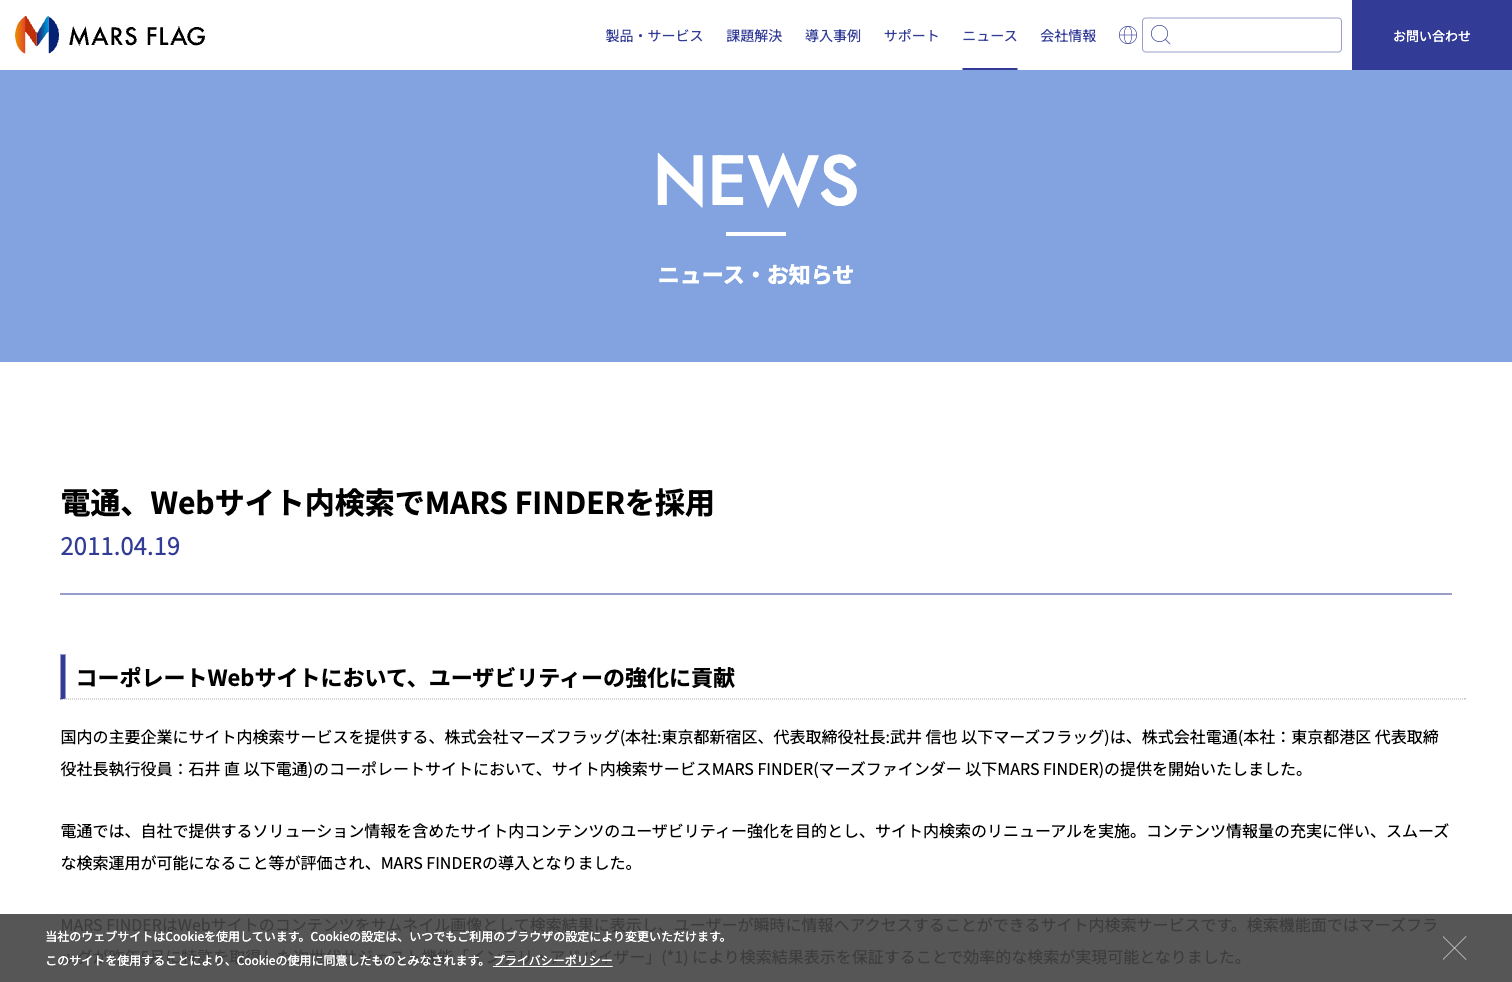 MARS FLAG
製品・サービス 課題解決 導入事例 サポート ニュース 会社情報 お問い合わせ
NEWS
ニュース・お知らせ
電通、Webサイト内検索でMARS FINDERを採用
2011.04.19
コーポレートWebサイトにおいて、ユーザビリティーの強化に貢献
国内の主要企業にサイト内検索サービスを提供する、株式会社マーズフラッグ(本社:東京都新宿区、代表取締役社長:武井 信也 以下マーズフラッグ)は、株式会社電通(本社：東京都港区 代表取締
役社長執行役員：石井 直 以下電通)のコーポレートサイトにおいて、サイト内検索サービスMARS FINDER(マーズファインダー 以下MARS FINDER)の提供を開始いたしました。
電通では、自社で提供するソリューション情報を含めたサイト内コンテンツのユーザビリティー強化を目的とし、サイト内検索のリニューアルを実施。コンテンツ情報量の充実に伴い、スムーズ
な検索運用が可能になること等が評価され、MARS FINDERの導入となりました。
MARS FINDERはWebサイトのコンテンツをサムネイル画像として検索結果に表示し、ユーザーが瞬時に情報へアクセスすることができるサイト内検索サービスです。検索機能面ではマーズフラ
イザー」(*1) により検索結果表示を保証することで効率的な検索が実現可能となりました。
当社のウェブサイトはCookieを使用しています。Cookieの設定は、いつでもご利用のブラウザの設定により変更いただけます。
このサイトを使用することにより、Cookieの使用に同意したものとみなされます。 プライバシーポリシー